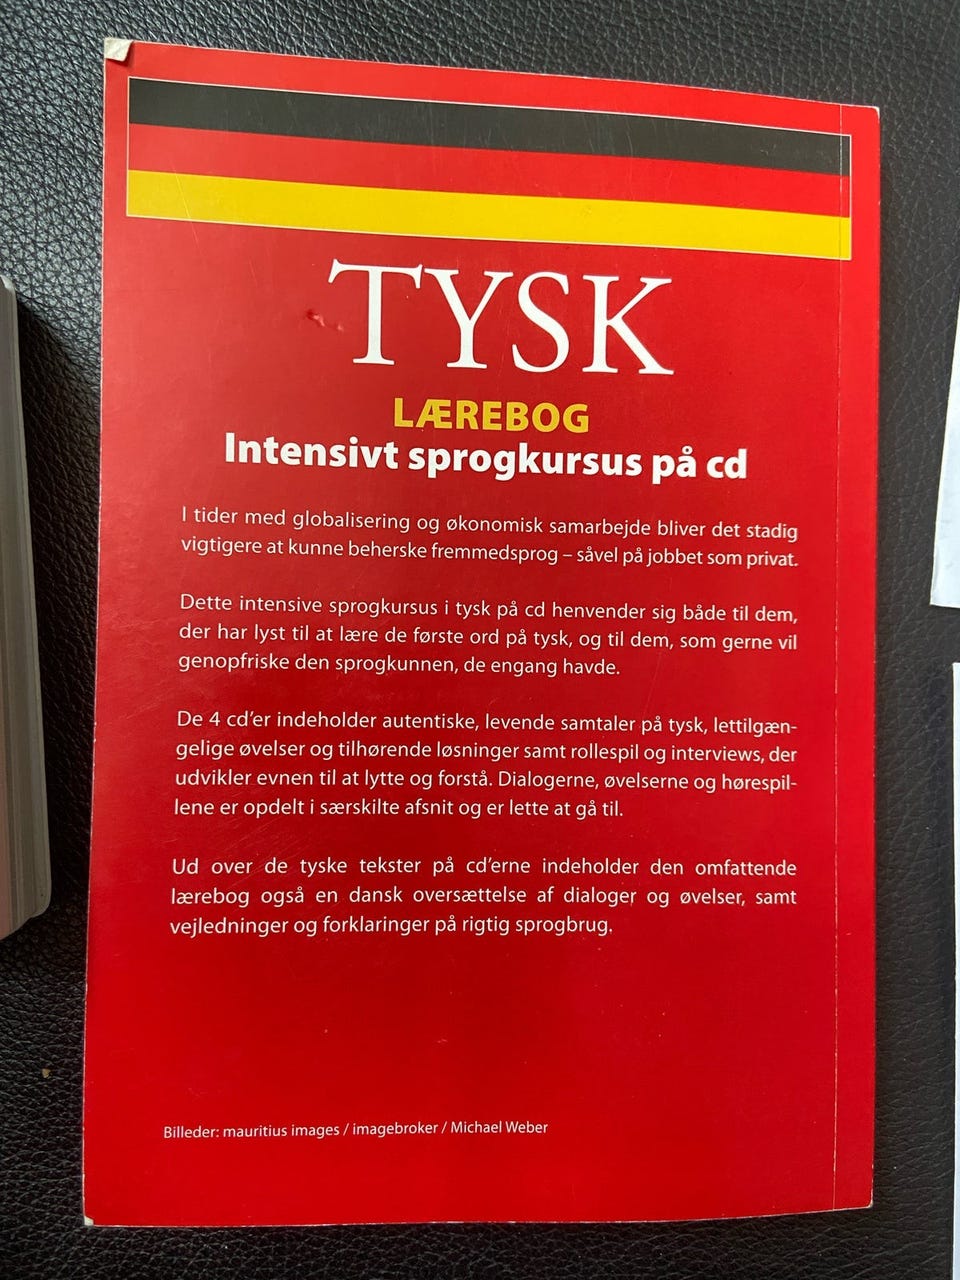 TYSK
LÆREBOG
Intensivt sprogkursus på cd
I tider med globalisering og økonomisk samarbejde bliver det stadig
vigtigere at kunne beherske fremmedsprog – såvel på jobbet som privat.
Dette intensive sprogkursus i tysk på cd henvender sig både til dem,
der har lyst til at lære de første ord på tysk, og til dem, som gerne vil
genopfriske den sprogkunnen, de engang havde.
De 4 cd'er indeholder autentiske, levende samtaler på tysk, lettilgæn-
gelige øvelser og tilhørende løsninger samt rollespil og interviews, der
udvikler evnen til at lytte og forstå. Dialogerne, øvelserne og hørespil-
lene er opdelt i særskilte afsnit og er lette at gå til.
Ud over de tyske tekster på cd'erne indeholder den omfattende
lærebog også en dansk oversættelse af dialoger og øvelser, samt
vejledninger og forklaringer på rigtig sprogbrug.
Billeder: mauritius images / imagebroker / Michael Weber